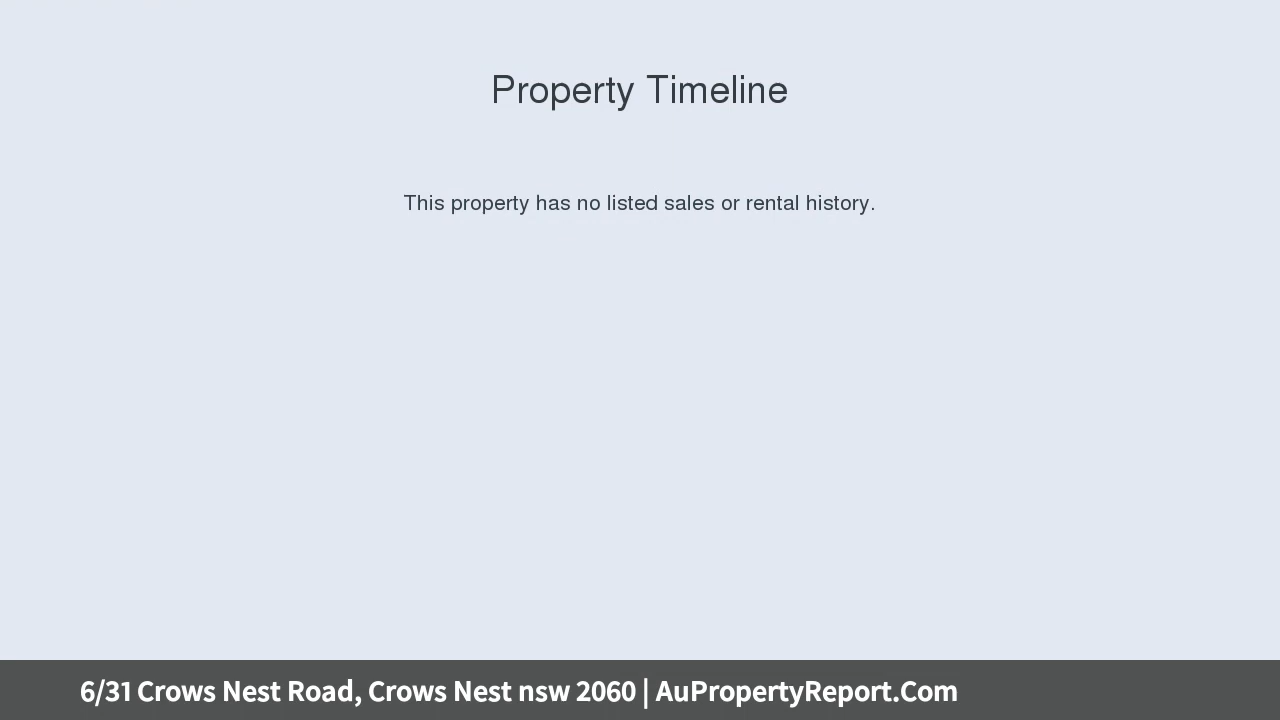 Property Timeline
This property has no listed sales or rental history.
6/31 Crows Nest Road, Crows Nest nsw 2060 | AuPropertyReport.Com